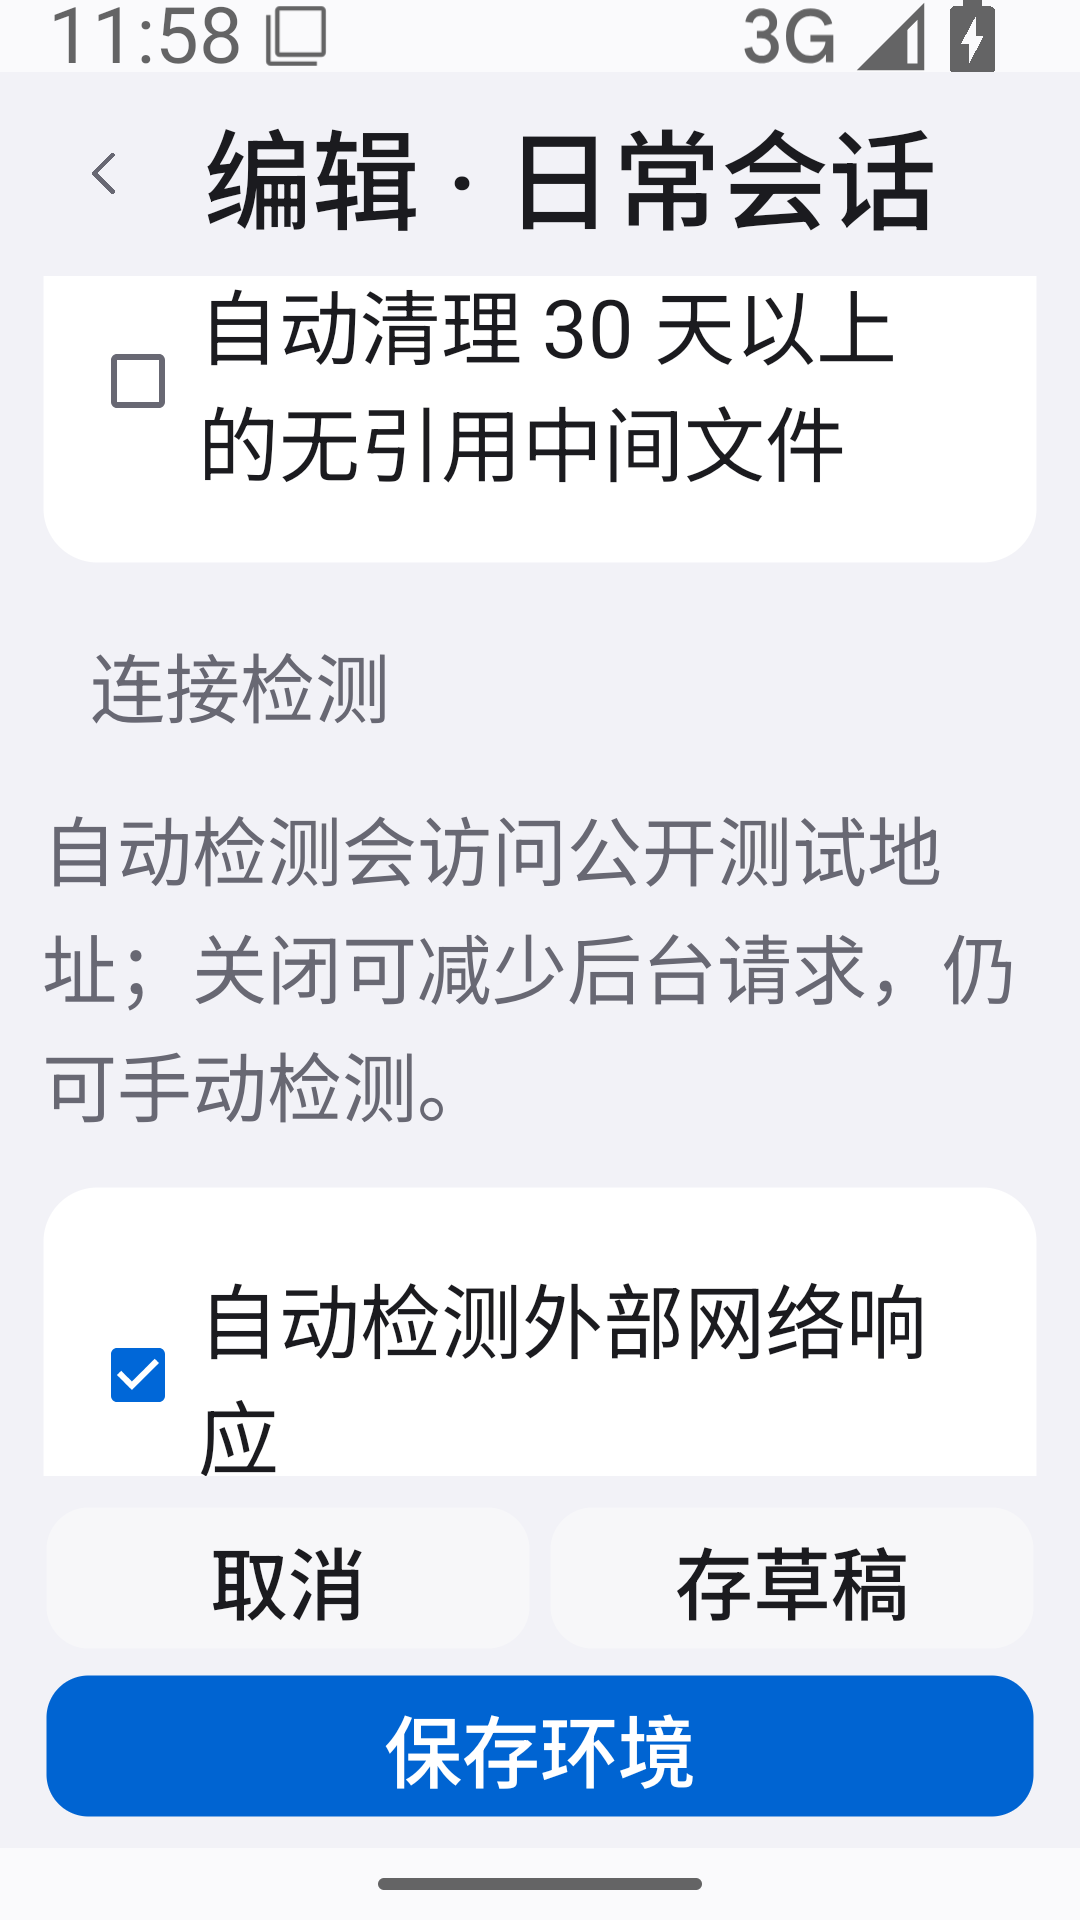 11:58
3G
编辑 · 日常会话
自动清理 30 天以上
的无引用中间文件
连接检测
自动检测会访问公开测试地
址；关闭可减少后台请求，仍
可手动检测。
自动检测外部网络响
应
取消
存草稿
保存环境